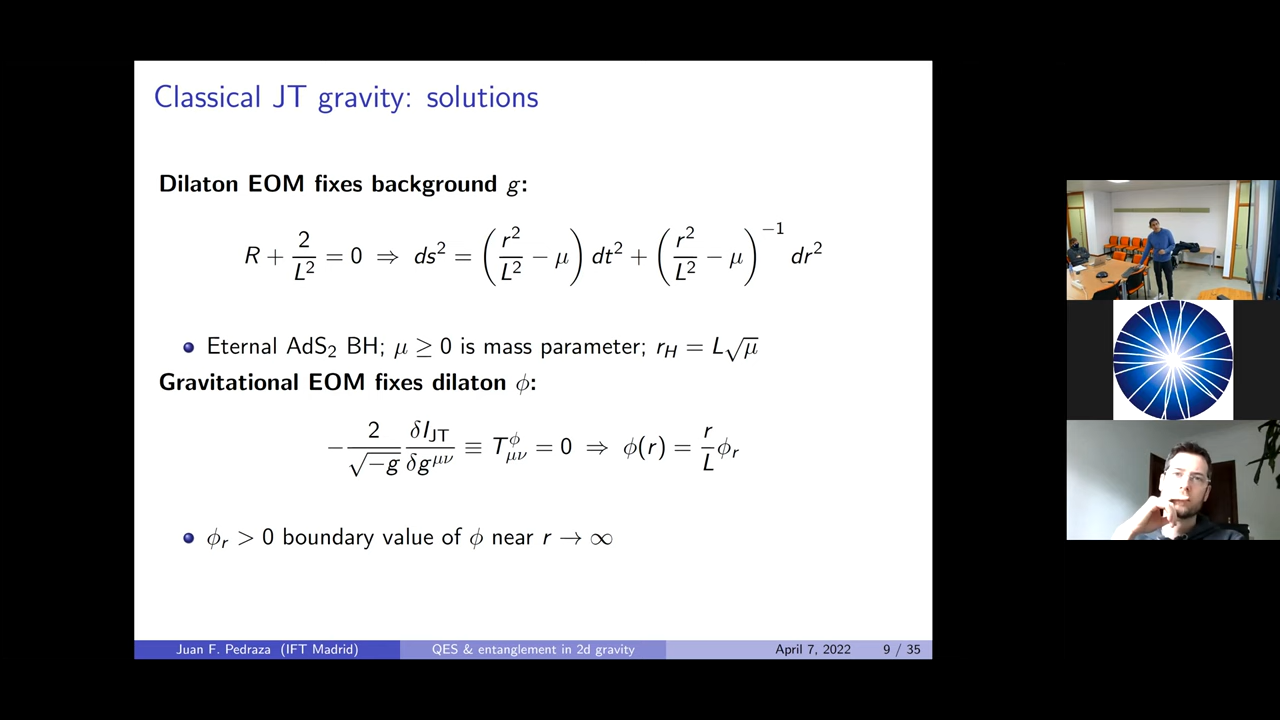 Classical JT gravity: solutions
Dilaton EOM fixes background g:
R + 2/L² = 0 ⇒ ds² = (r²/L² − μ) dt² + (r²/L² − μ)⁻¹ dr²
Eternal AdS₂ BH; μ ≥ 0 is mass parameter; r_H = L√μ
Gravitational EOM fixes dilaton ϕ:
− 2/√−g δI_JT/δg^μν ≡ T^ϕ_μν = 0 ⇒ ϕ(r) = r/L ϕ_r
ϕ_r > 0 boundary value of ϕ near r → ∞
Juan F. Pedraza (IFT Madrid) QES & entanglement in 2d gravity April 7, 2022 9 / 35